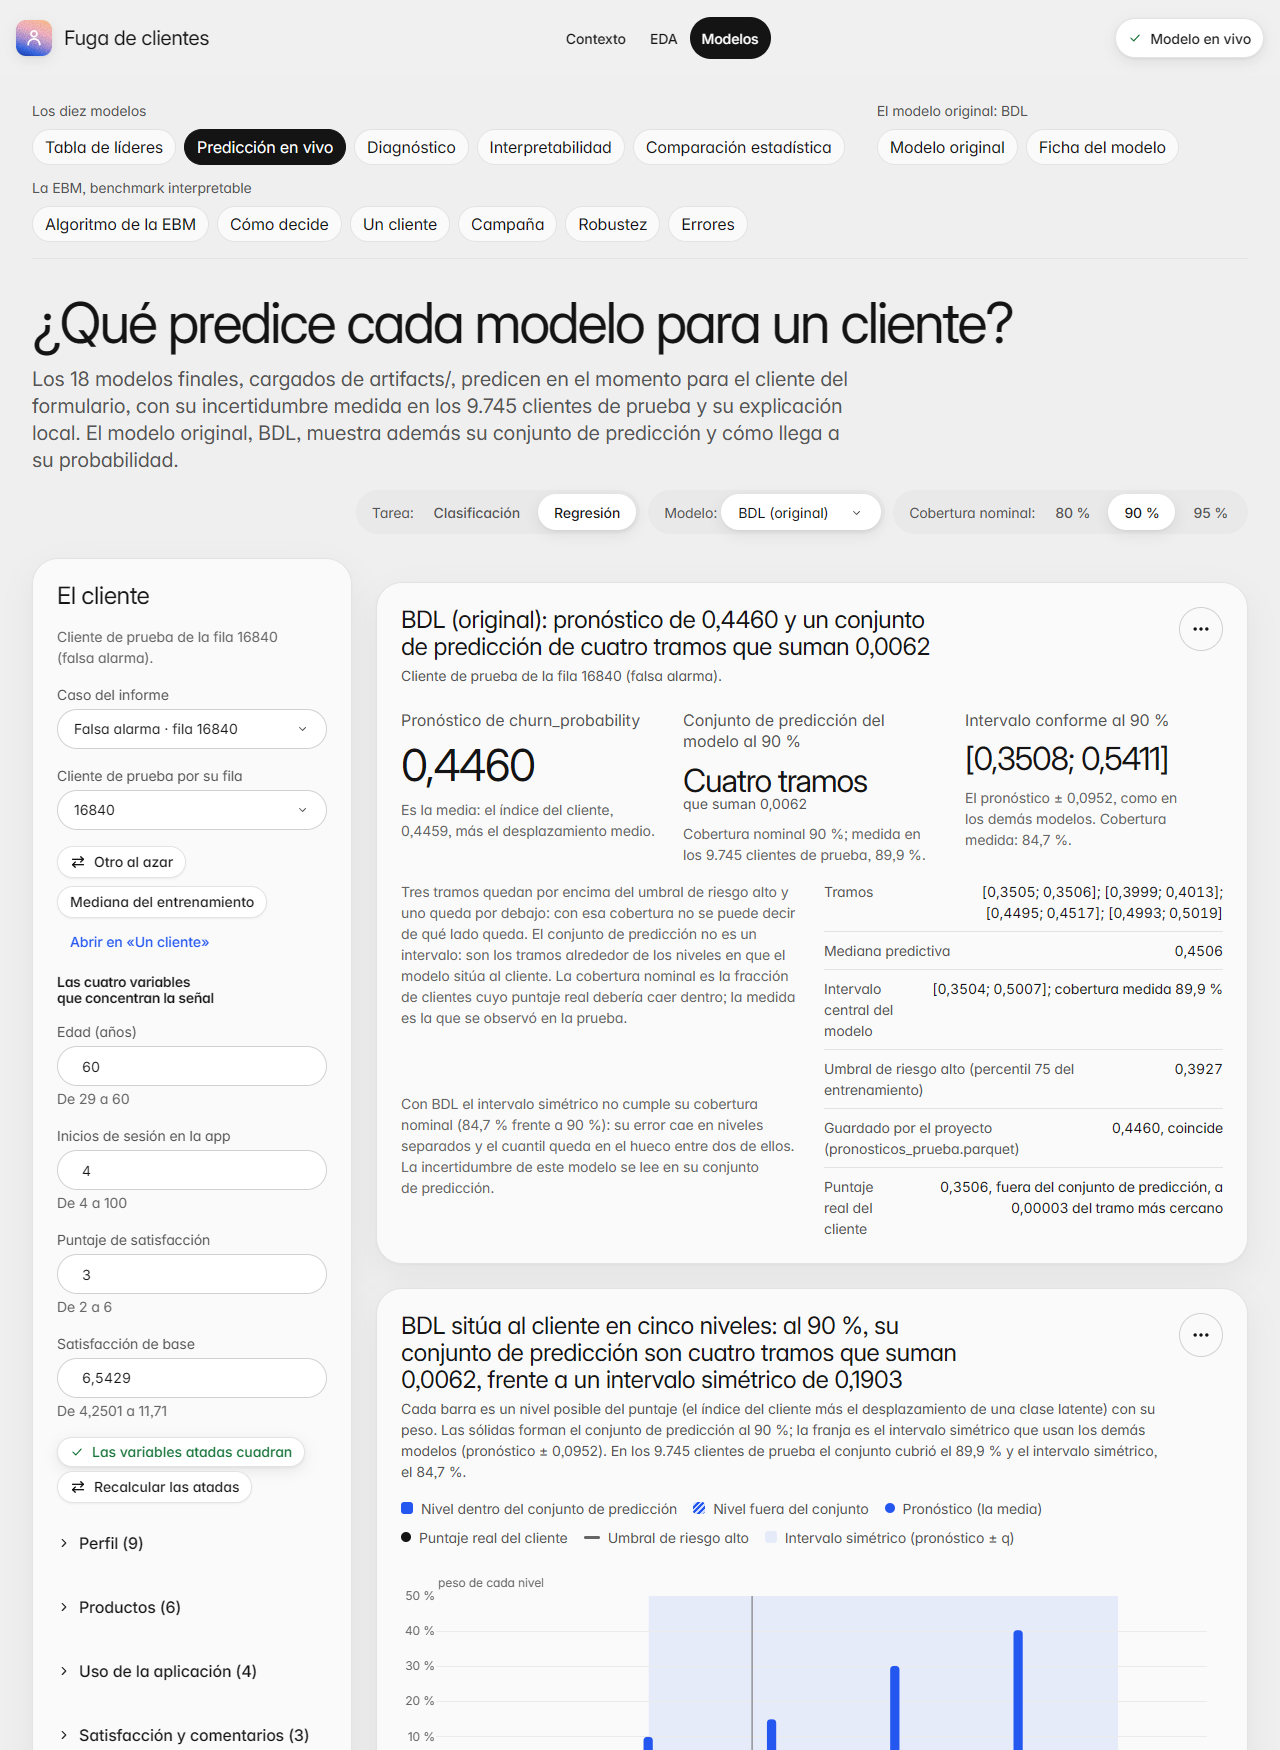 Fuga de clientes
Contexto
EDA
Modelos
Modelo en vivo
Los diez modelos
Tabla de líderes
Predicción en vivo
Diagnóstico
Interpretabilidad
Comparación estadística
El modelo original: BDL
Modelo original
Ficha del modelo
La EBM, benchmark interpretable
Algoritmo de la EBM
Cómo decide
Un cliente
Campaña
Robustez
Errores
¿Qué predice cada modelo para un cliente?
Los 18 modelos finales, cargados de artifacts/, predicen en el momento para el cliente del
formulario, con su incertidumbre medida en los 9.745 clientes de prueba y su explicación
local. El modelo original, BDL, muestra además su conjunto de predicción y cómo llega a
su probabilidad.
Tarea:
Clasificación
Regresión
Modelo:
BDL (original)
Cobertura nominal:
80 %
90 %
95 %
El cliente
Cliente de prueba de la fila 16840
(falsa alarma).
Caso del informe
Falsa alarma · fila 16840
Cliente de prueba por su fila
16840
Otro al azar
Mediana del entrenamiento
Abrir en «Un cliente»
Las cuatro variables
que concentran la señal
Edad (años)
60
De 29 a 60
Inicios de sesión en la app
4
De 4 a 100
Puntaje de satisfacción
3
De 2 a 6
Satisfacción de base
6,5429
De 4,2501 a 11,71
Las variables atadas cuadran
Recalcular las atadas
Perfil (9)
Productos (6)
Uso de la aplicación (4)
Satisfacción y comentarios (3)
BDL (original): pronóstico de 0,4460 y un conjunto
de predicción de cuatro tramos que suman 0,0062
Cliente de prueba de la fila 16840 (falsa alarma).
Pronóstico de churn_probability
0,4460
Es la media: el índice del cliente,
0,4459, más el desplazamiento medio.
Conjunto de predicción del
modelo al 90 %
Cuatro tramos
que suman 0,0062
Cobertura nominal 90 %; medida en
los 9.745 clientes de prueba, 89,9 %.
Intervalo conforme al 90 %
[0,3508; 0,5411]
El pronóstico ± 0,0952, como en
los demás modelos. Cobertura
medida: 84,7 %.
Tres tramos quedan por encima del umbral de riesgo alto y
uno queda por debajo: con esa cobertura no se puede decir
de qué lado queda. El conjunto de predicción no es un
intervalo: son los tramos alrededor de los niveles en que el
modelo sitúa al cliente. La cobertura nominal es la fracción
de clientes cuyo puntaje real debería caer dentro; la medida
es la que se observó en la prueba.
Con BDL el intervalo simétrico no cumple su cobertura
nominal (84,7 % frente a 90 %): su error cae en niveles
separados y el cuantil queda en el hueco entre dos de ellos.
La incertidumbre de este modelo se lee en su conjunto
de predicción.
Tramos
[0,3505; 0,3506]; [0,3999; 0,4013];
[0,4495; 0,4517]; [0,4993; 0,5019]
Mediana predictiva
0,4506
Intervalo
central del
modelo
[0,3504; 0,5007]; cobertura medida 89,9 %
Umbral de riesgo alto (percentil 75 del
entrenamiento)
0,3927
Guardado por el proyecto
(pronosticos_prueba.parquet)
0,4460, coincide
Puntaje
real del
cliente
0,3506, fuera del conjunto de predicción, a
0,00003 del tramo más cercano
BDL sitúa al cliente en cinco niveles: al 90 %, su
conjunto de predicción son cuatro tramos que suman
0,0062, frente a un intervalo simétrico de 0,1903
Cada barra es un nivel posible del puntaje (el índice del cliente más el desplazamiento de una clase latente) con su
peso. Las sólidas forman el conjunto de predicción al 90 %; la franja es el intervalo simétrico que usan los demás
modelos (pronóstico ± 0,0952). En los 9.745 clientes de prueba el conjunto cubrió el 89,9 % y el intervalo simétrico,
el 84,7 %.
Nivel dentro del conjunto de predicción
Nivel fuera del conjunto
Pronóstico (la media)
Puntaje real del cliente
Umbral de riesgo alto
Intervalo simétrico (pronóstico ± q)
peso de cada nivel
50 %
40 %
30 %
20 %
10 %